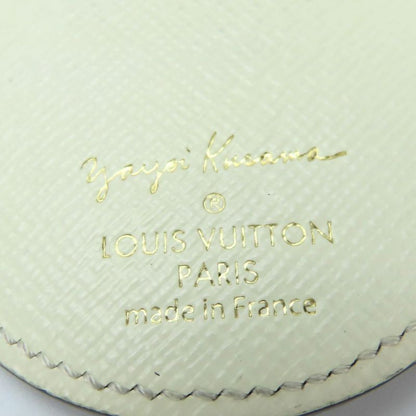 Yayoi Kusama
®
LOUIS VUITTON
PARIS
made in France